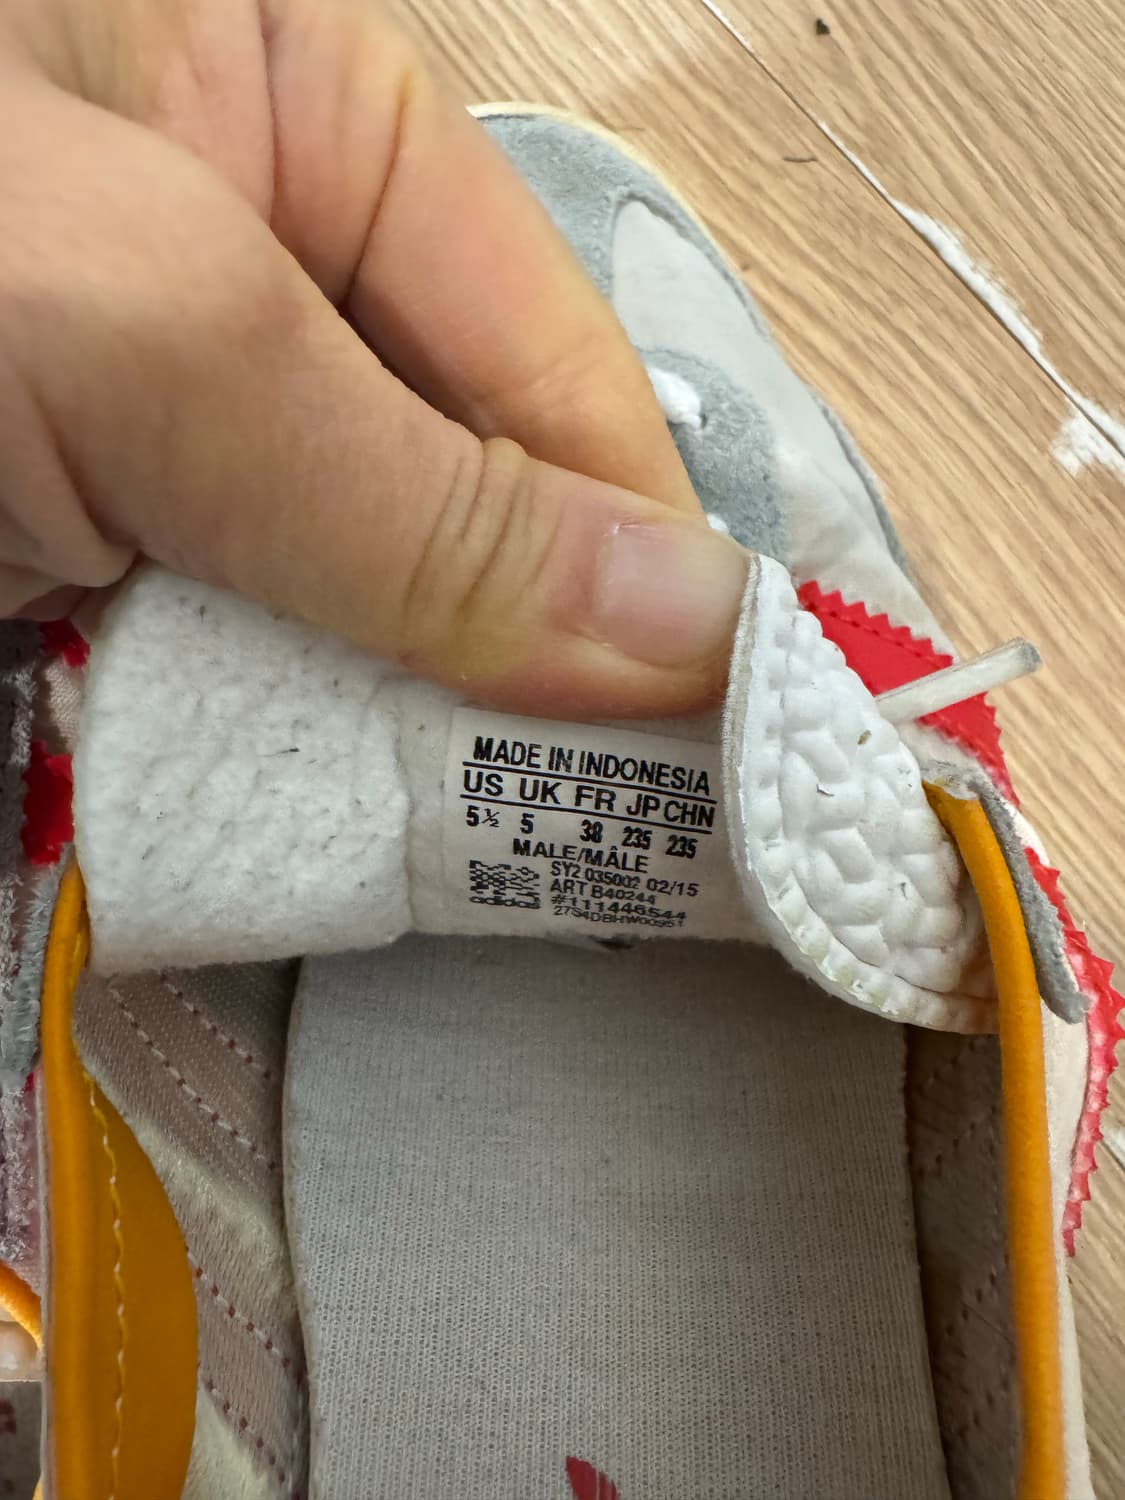 MADE IN INDONESIA
US UK FR JP CHN
5½ 5 38 235 235
MALE/MÂLE
SY2 035002 02/15
ART B40244
#111446544
27S4DBHW00951
adidas